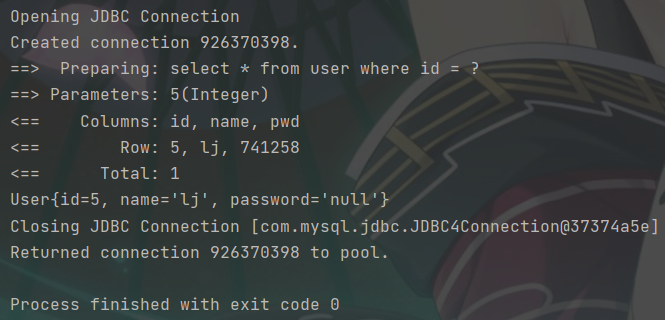 Opening JDBC Connection
Created connection 926370398.
==>  Preparing: select * from user where id = ?
==> Parameters: 5(Integer)
<==    Columns: id, name, pwd
<==        Row: 5, lj, 741258
<==      Total: 1
User{id=5, name='lj', password='null'}
Closing JDBC Connection [com.mysql.jdbc.JDBC4Connection@37374a5e]
Returned connection 926370398 to pool.
Process finished with exit code 0